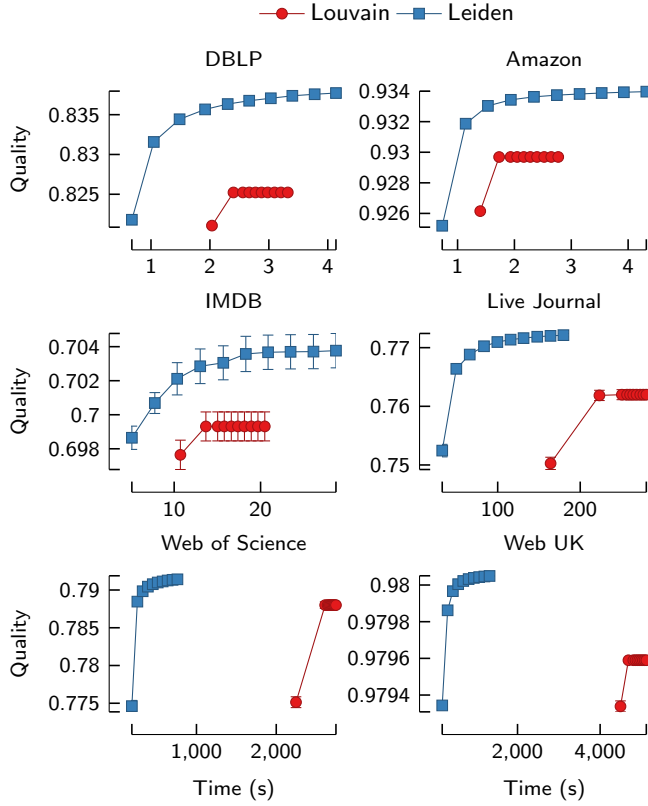 Louvain Leiden
DBLP
Amazon
Quality
0.835
0.83
0.825
1 2 3 4
0.934
0.932
0.93
0.928
0.926
1 2 3 4
IMDB
Live Journal
Quality
0.704
0.702
0.7
0.698
10 20
0.77
0.76
0.75
100 200
Web of Science
Web UK
Quality
0.79
0.785
0.78
0.775
1,000 2,000
Time (s)
0.98
0.9798
0.9796
0.9794
2,000 4,000
Time (s)